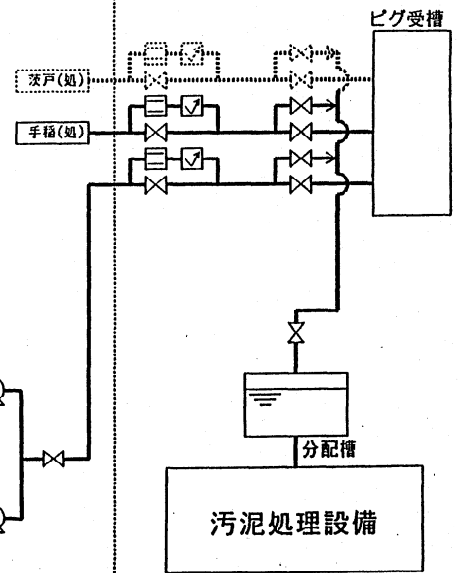 ピグ受槽
茨戸(処)
手稲(処)
分配槽
汚泥処理設備